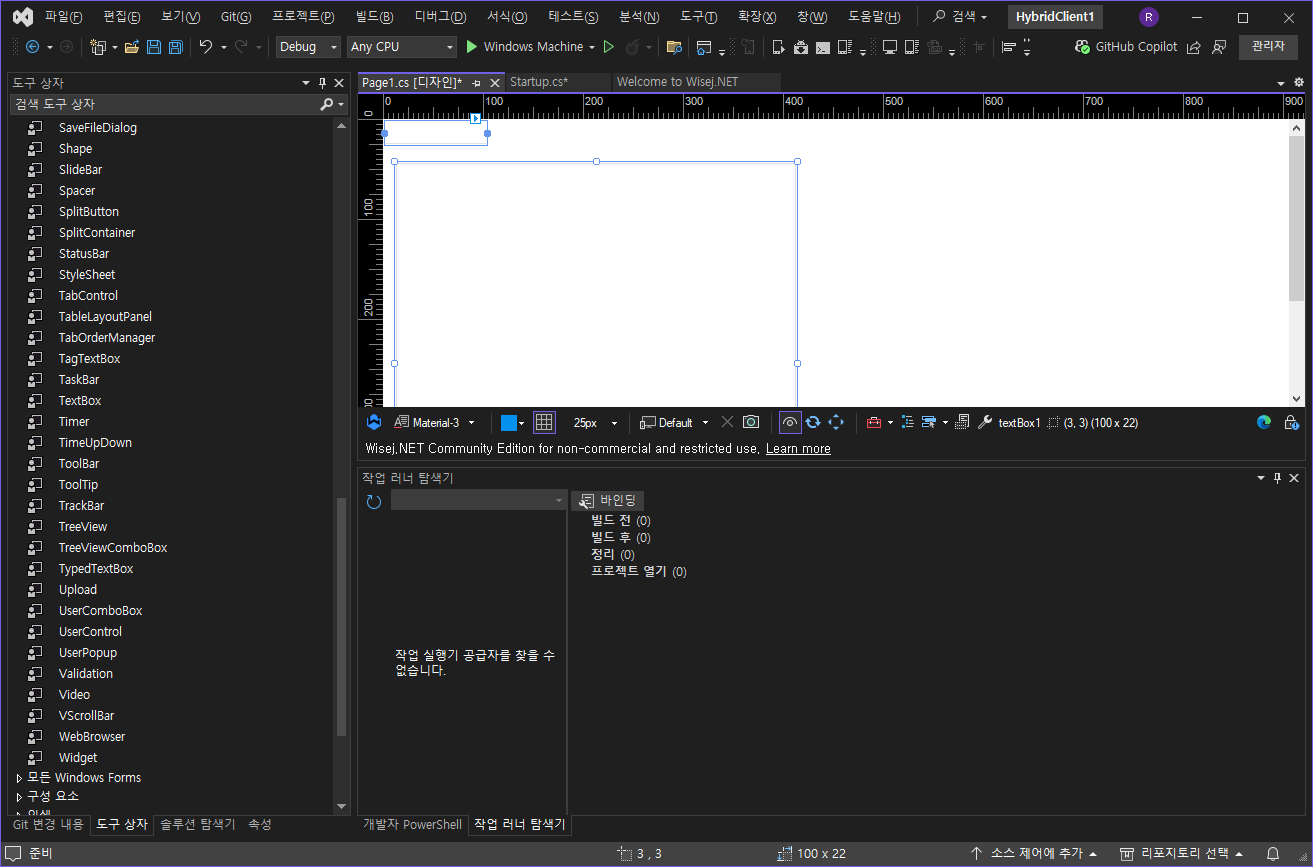 파일(F) 편집(E) 보기(V) Git(G) 프로젝트(P) 빌드(B) 디버그(D) 서식(O) 테스트(S) 분석(N) 도구(T) 확장(X) 창(W) 도움말(H) 검색 HybridClient1 R
Debug Any CPU Windows Machine GitHub Copilot 관리자
도구 상자
검색 도구 상자
SaveFileDialog
Shape
SlideBar
Spacer
SplitButton
SplitContainer
StatusBar
StyleSheet
TabControl
TableLayoutPanel
TabOrderManager
TagTextBox
TaskBar
TextBox
Timer
TimeUpDown
ToolBar
ToolTip
TrackBar
TreeView
TreeViewComboBox
TypedTextBox
Upload
UserComboBox
UserControl
UserPopup
Validation
Video
VScrollBar
WebBrowser
Widget
모든 Windows Forms
구성 요소
Git 변경 내용 도구 상자 솔루션 탐색기 속성
Page1.cs [디자인]* Startup.cs* Welcome to Wisej.NET
0 100 200 300 400 500 600 700 800 900
0
100
200
Material-3 25px Default textBox1 (3, 3) (100 x 22)
Wisej.NET Community Edition for non-commercial and restricted use. Learn more
작업 러너 탐색기
바인딩
빌드 전 (0)
빌드 후 (0)
정리 (0)
프로젝트 열기 (0)
작업 실행기 공급자를 찾을 수
없습니다.
개발자 PowerShell 작업 러너 탐색기
준비 3 , 3 100 x 22 소스 제어에 추가 리포지토리 선택